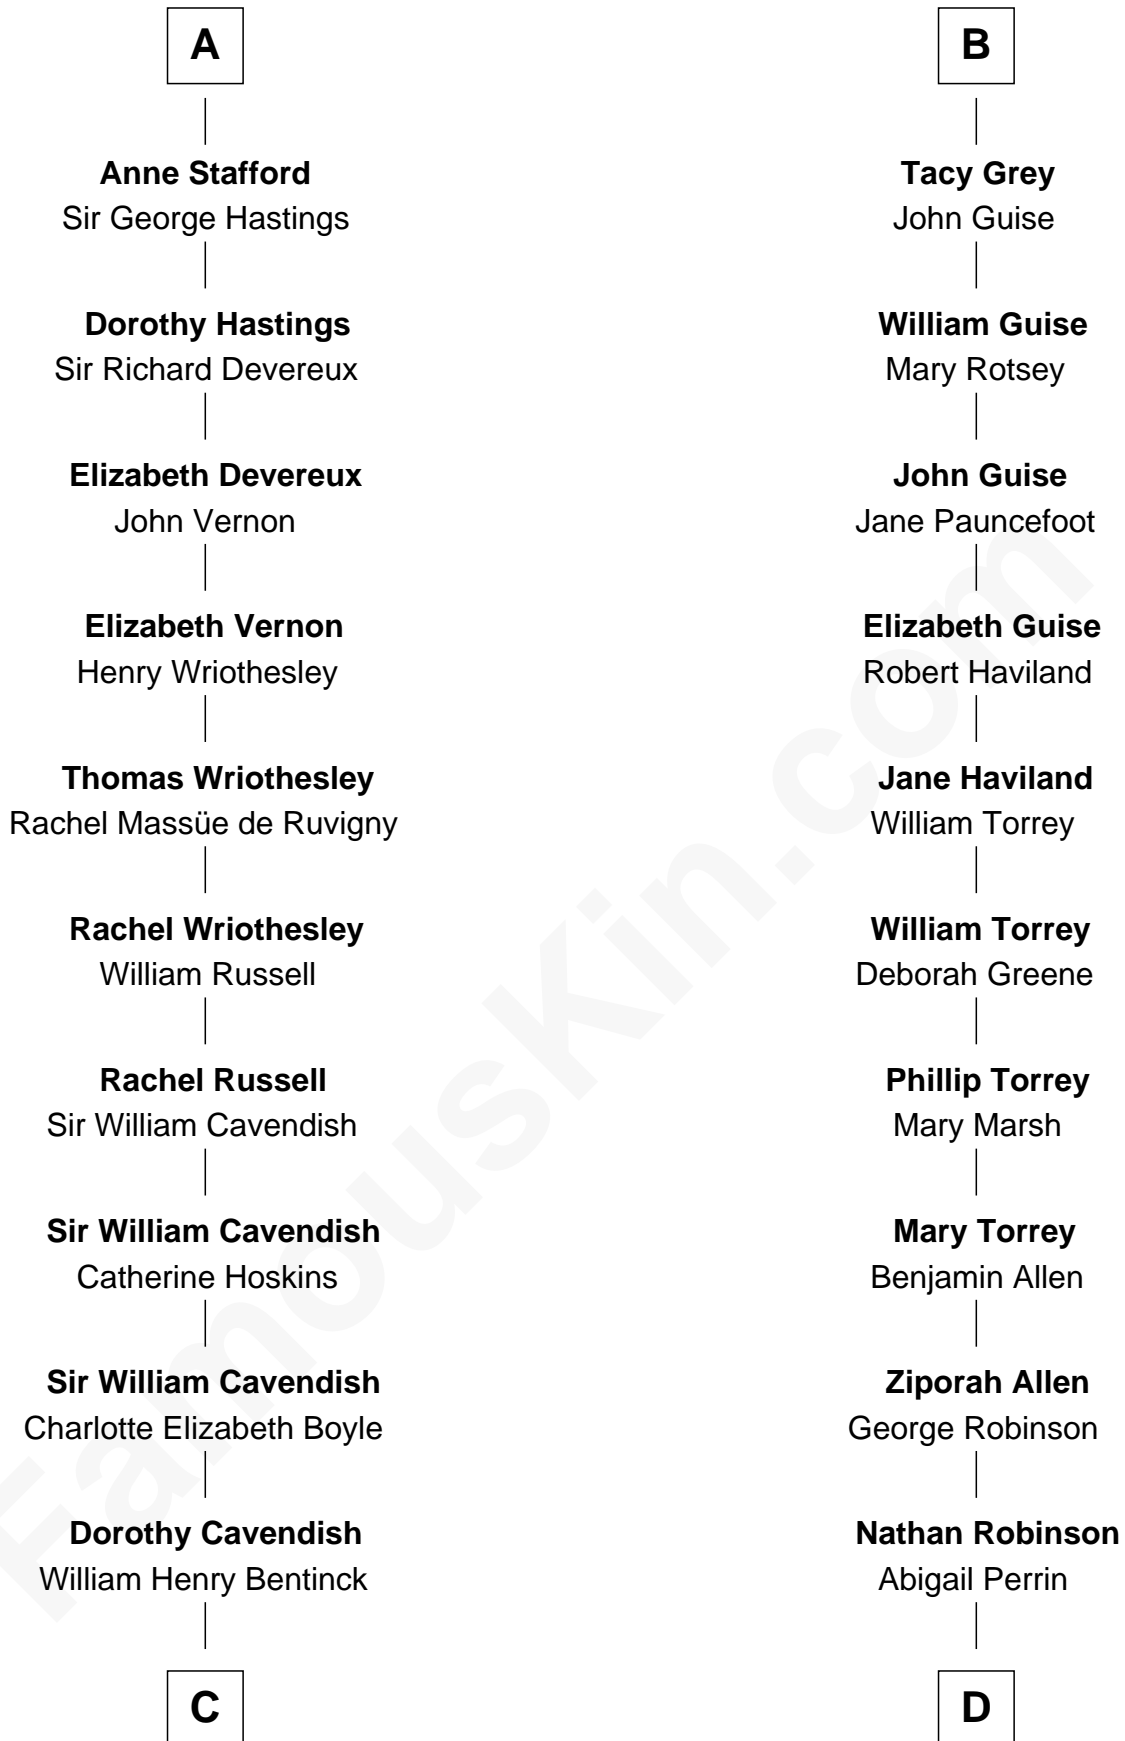 A
Anne Stafford
Sir George Hastings
Dorothy Hastings
Sir Richard Devereux
Elizabeth Devereux
John Vernon
Elizabeth Vernon
Henry Wriothesley
Thomas Wriothesley
Rachel Massüe de Ruvigny
Rachel Wriothesley
William Russell
Rachel Russell
Sir William Cavendish
Sir William Cavendish
Catherine Hoskins
Sir William Cavendish
Charlotte Elizabeth Boyle
Dorothy Cavendish
William Henry Bentinck
C
B
Tacy Grey
John Guise
William Guise
Mary Rotsey
John Guise
Jane Pauncefoot
Elizabeth Guise
Robert Haviland
Jane Haviland
William Torrey
William Torrey
Deborah Greene
Phillip Torrey
Mary Marsh
Mary Torrey
Benjamin Allen
Ziporah Allen
George Robinson
Nathan Robinson
Abigail Perrin
D
FamousKin.com